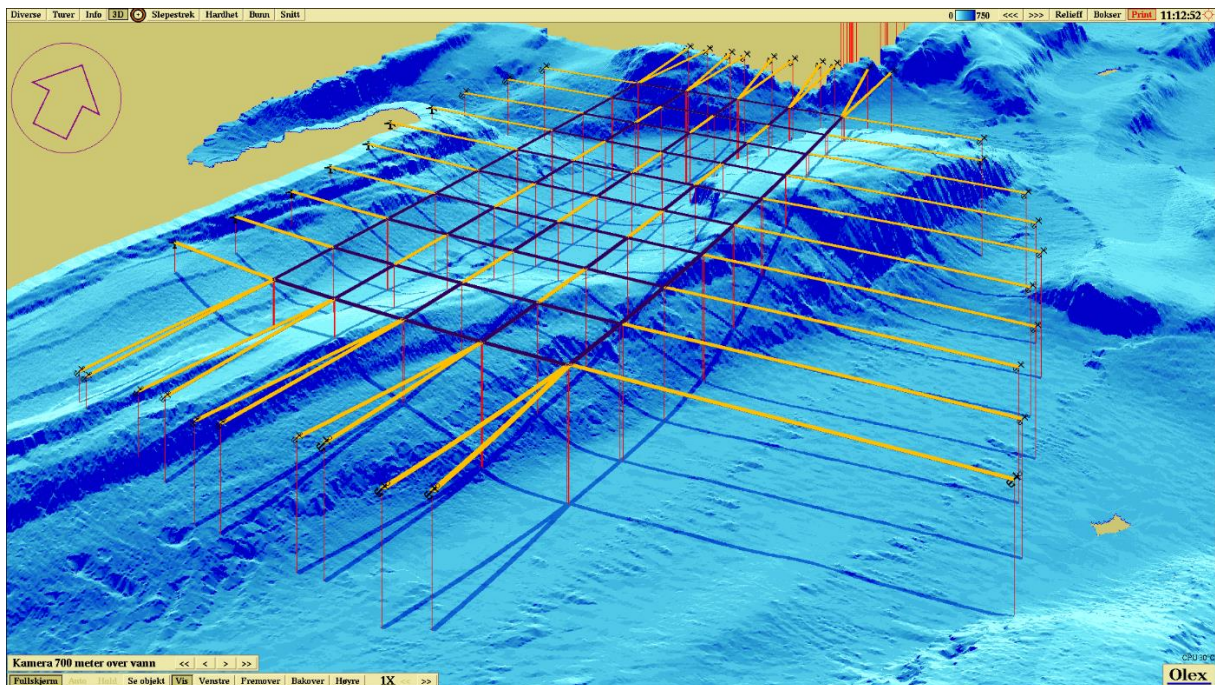 Diverse Turer Info 3D Slepestrek Hardhet Bunn Snitt 0 750 <<< >>> Relieff Bokser Print 11:12:52
Kamera 700 meter over vann << < > >>
Fullskjerm Auto Hold Se objekt Vis Venstre Fremover Bakover Høyre 1X << >>
Olex